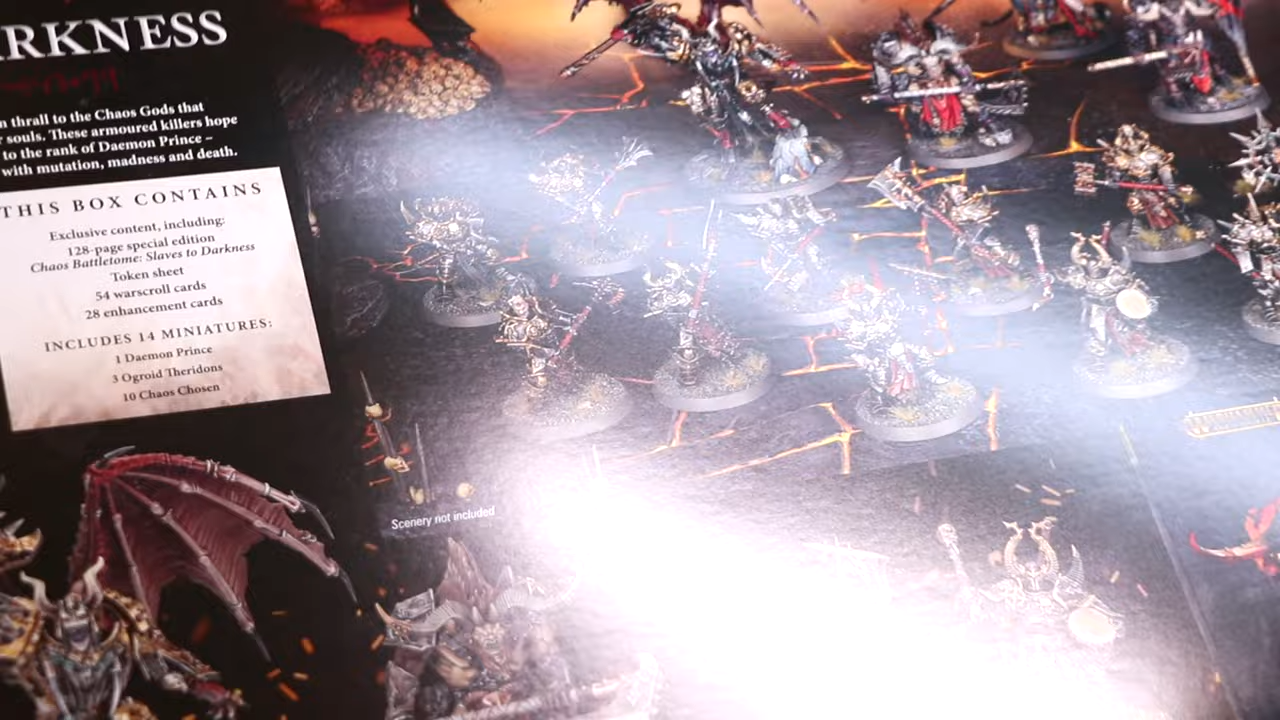 RKNESS
n thrall to the Chaos Gods that
souls. These armoured killers hope
to the rank of Daemon Prince –
with mutation, madness and death.
THIS BOX CONTAINS
Exclusive content, including:
128-page special edition
Chaos Battletome: Slaves to Darkness
Token sheet
54 warscroll cards
28 enhancement cards
INCLUDES 14 MINIATURES:
1 Daemon Prince
3 Ogroid Theridons
10 Chaos Chosen
Scenery not included